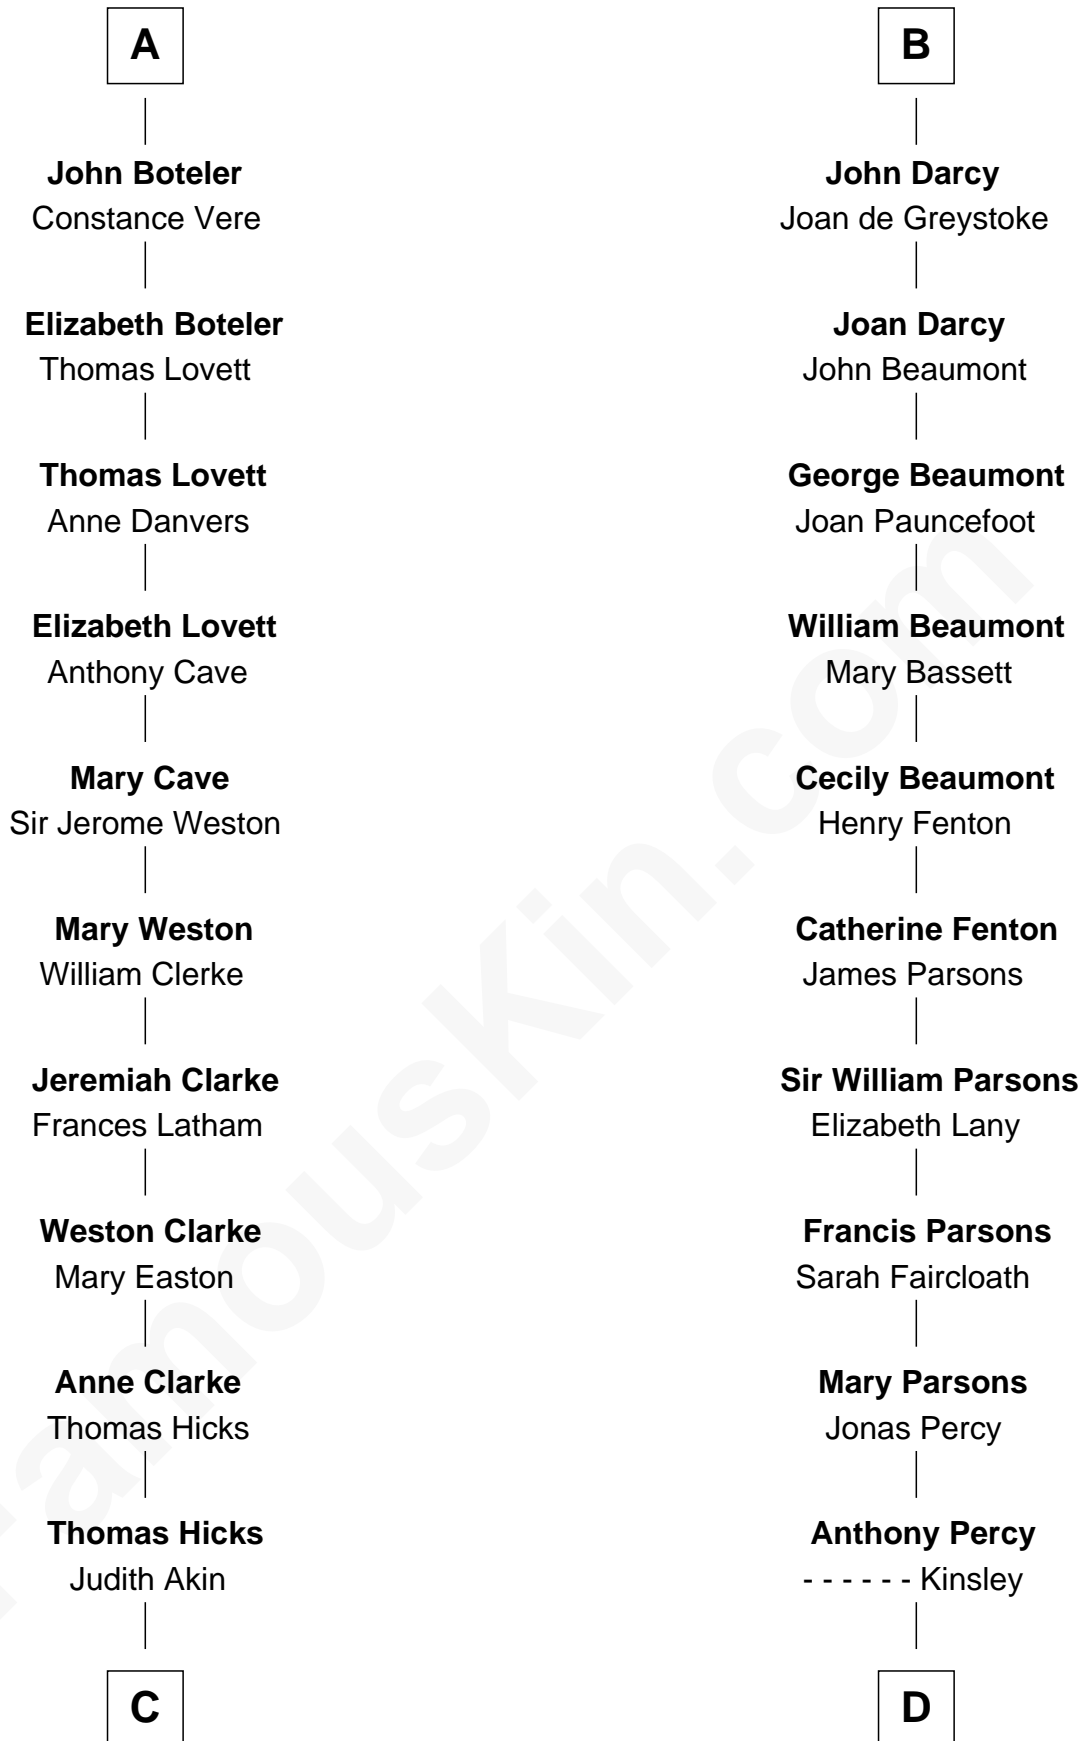 A
John Boteler
Constance Vere
Elizabeth Boteler
Thomas Lovett
Thomas Lovett
Anne Danvers
Elizabeth Lovett
Anthony Cave
Mary Cave
Sir Jerome Weston
Mary Weston
William Clerke
Jeremiah Clarke
Frances Latham
Weston Clarke
Mary Easton
Anne Clarke
Thomas Hicks
Thomas Hicks
Judith Akin
C
B
John Darcy
Joan de Greystoke
Joan Darcy
John Beaumont
George Beaumont
Joan Pauncefoot
William Beaumont
Mary Bassett
Cecily Beaumont
Henry Fenton
Catherine Fenton
James Parsons
Sir William Parsons
Elizabeth Lany
Francis Parsons
Sarah Faircloath
Mary Parsons
Jonas Percy
Anthony Percy
- - - - - - Kinsley
D
FamousKin.com